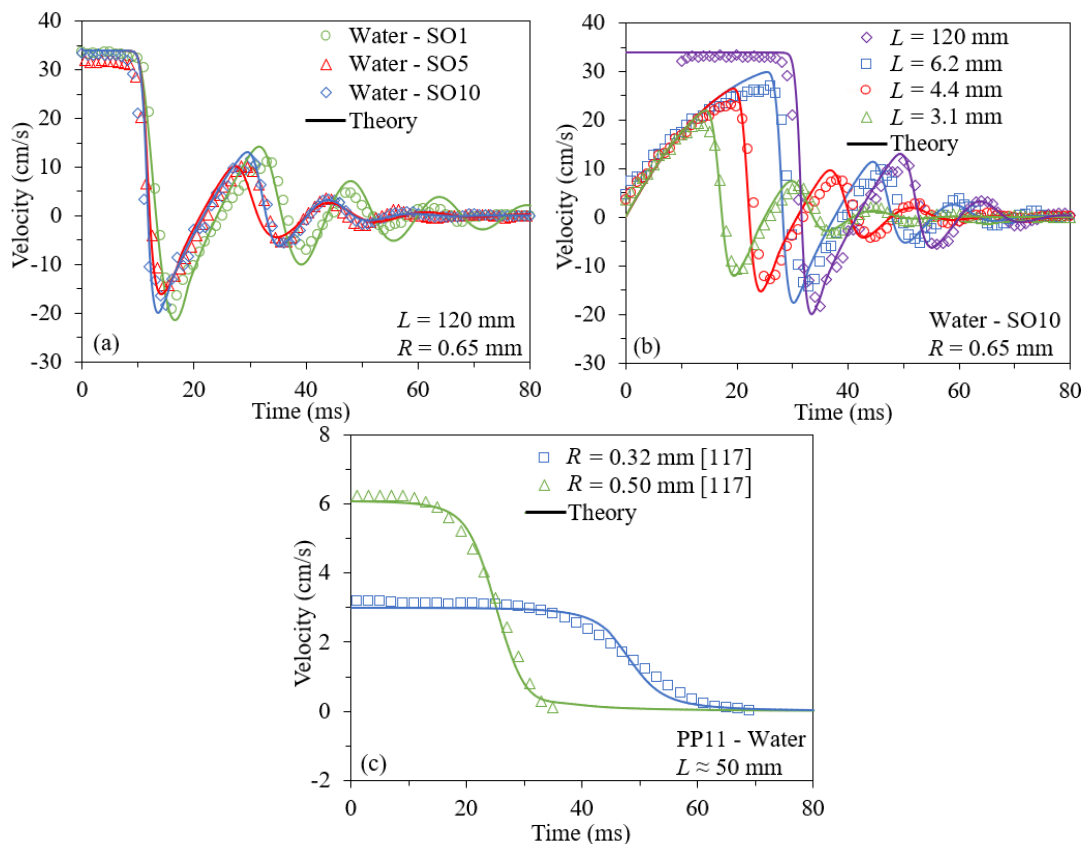 40
30
20
10
0
-10
-20
-30
Velocity (cm/s)
Water - SO1
Water - SO5
Water - SO10
Theory
(a)
L = 120 mm
R = 0.65 mm
0 20 40 60 80
Time (ms)
40
30
20
10
0
-10
-20
-30
Velocity (cm/s)
L = 120 mm
L = 6.2 mm
L = 4.4 mm
L = 3.1 mm
Theory
(b)
Water - SO10
R = 0.65 mm
0 20 40 60 80
Time (ms)
8
6
4
2
0
-2
Velocity (cm/s)
R = 0.32 mm [117]
R = 0.50 mm [117]
Theory
(c)
PP11 - Water
L ≈ 50 mm
0 20 40 60 80
Time (ms)